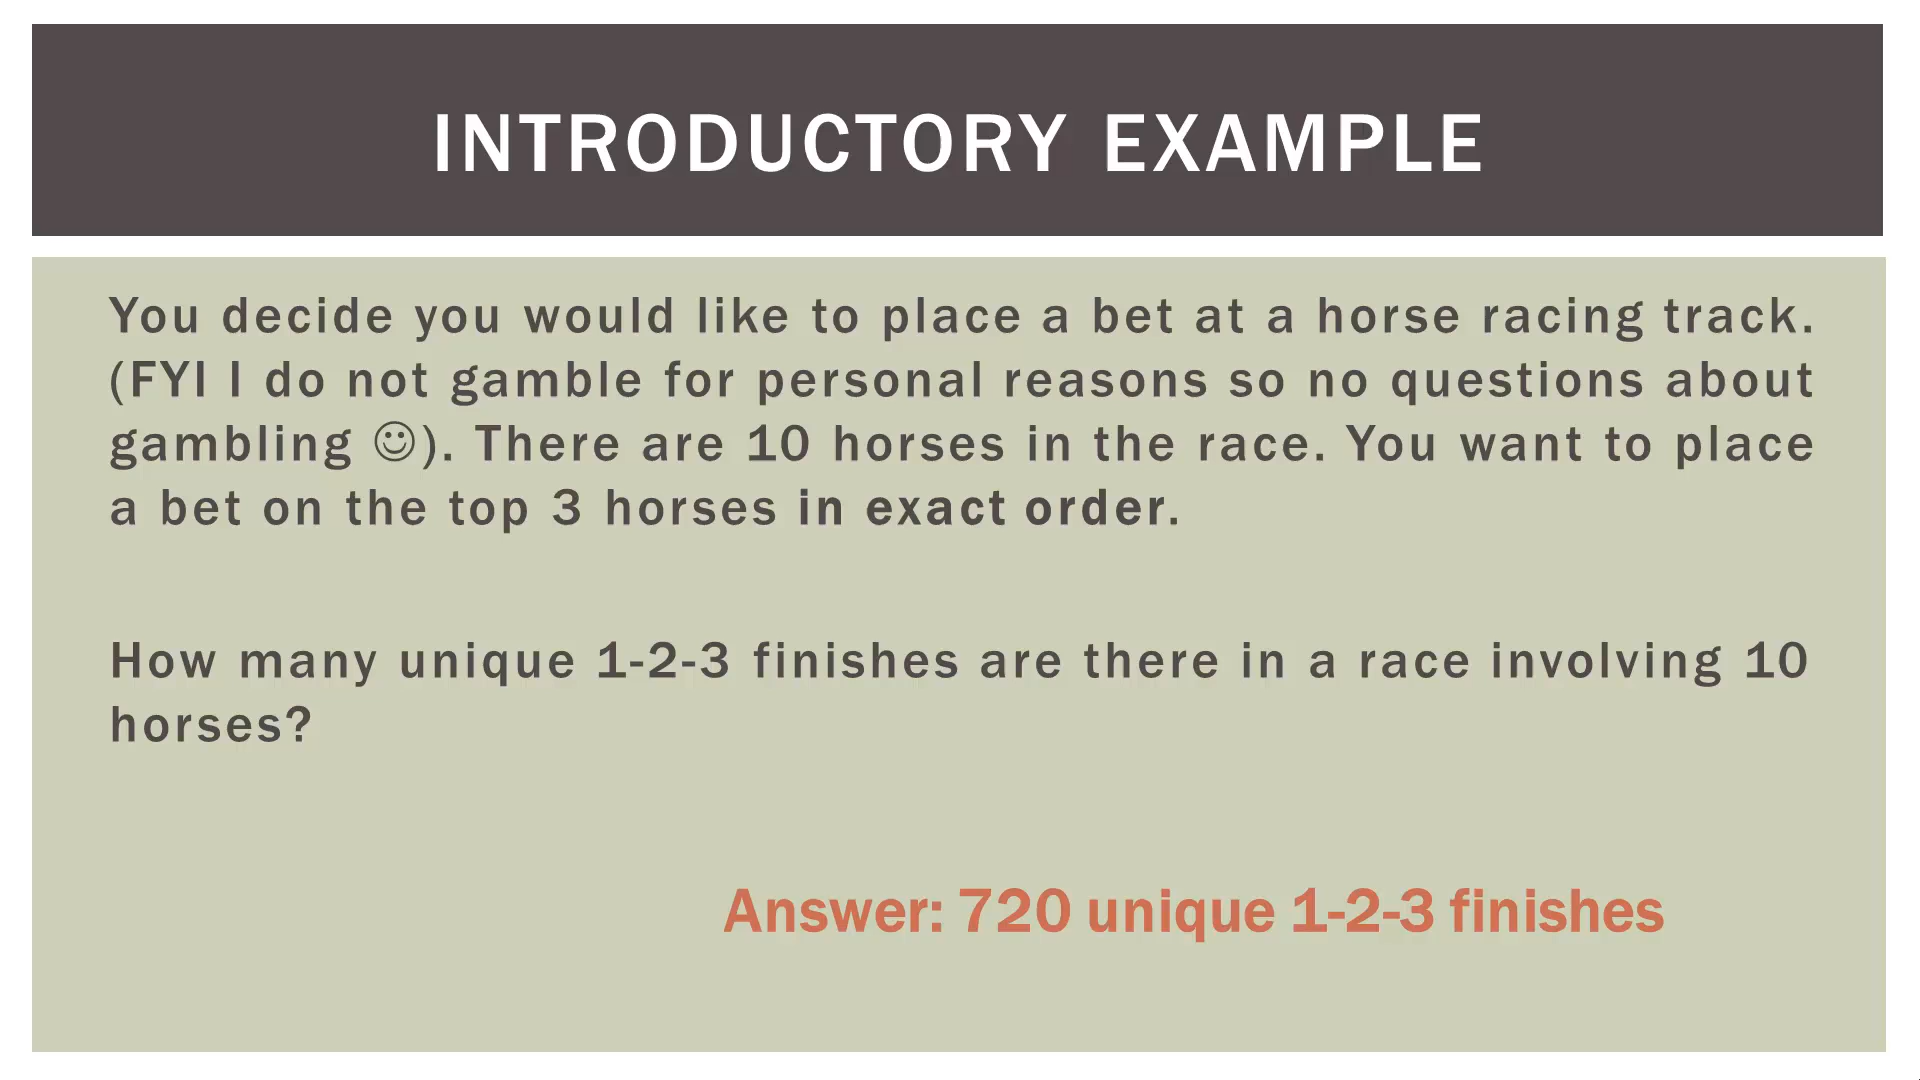 INTRODUCTORY EXAMPLE
You decide you would like to place a bet at a horse racing track.
(FYI I do not gamble for personal reasons so no questions about
gambling ☺). There are 10 horses in the race. You want to place
a bet on the top 3 horses in exact order.
How many unique 1-2-3 finishes are there in a race involving 10
horses?
Answer: 720 unique 1-2-3 finishes